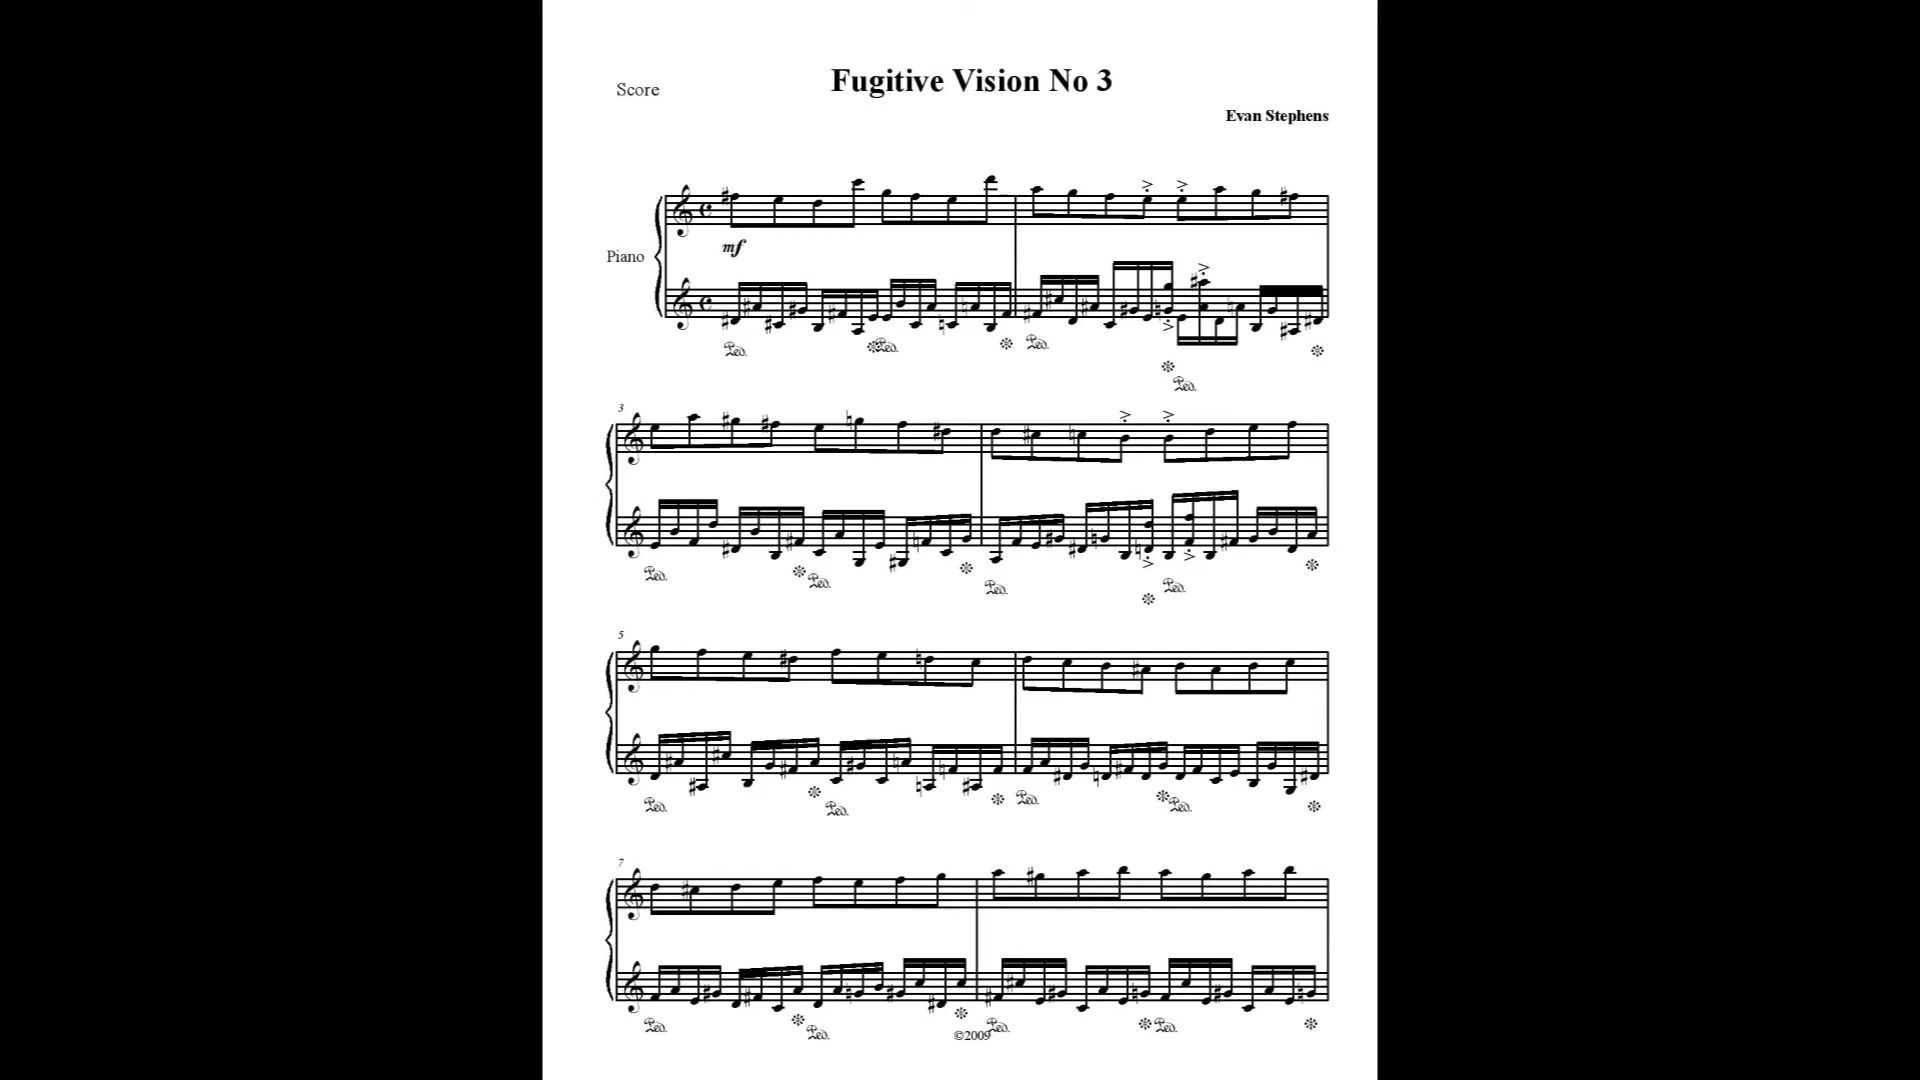 Fugitive Vision No 3
Score
Evan Stephens
Piano
mf
3
5
7
©2009